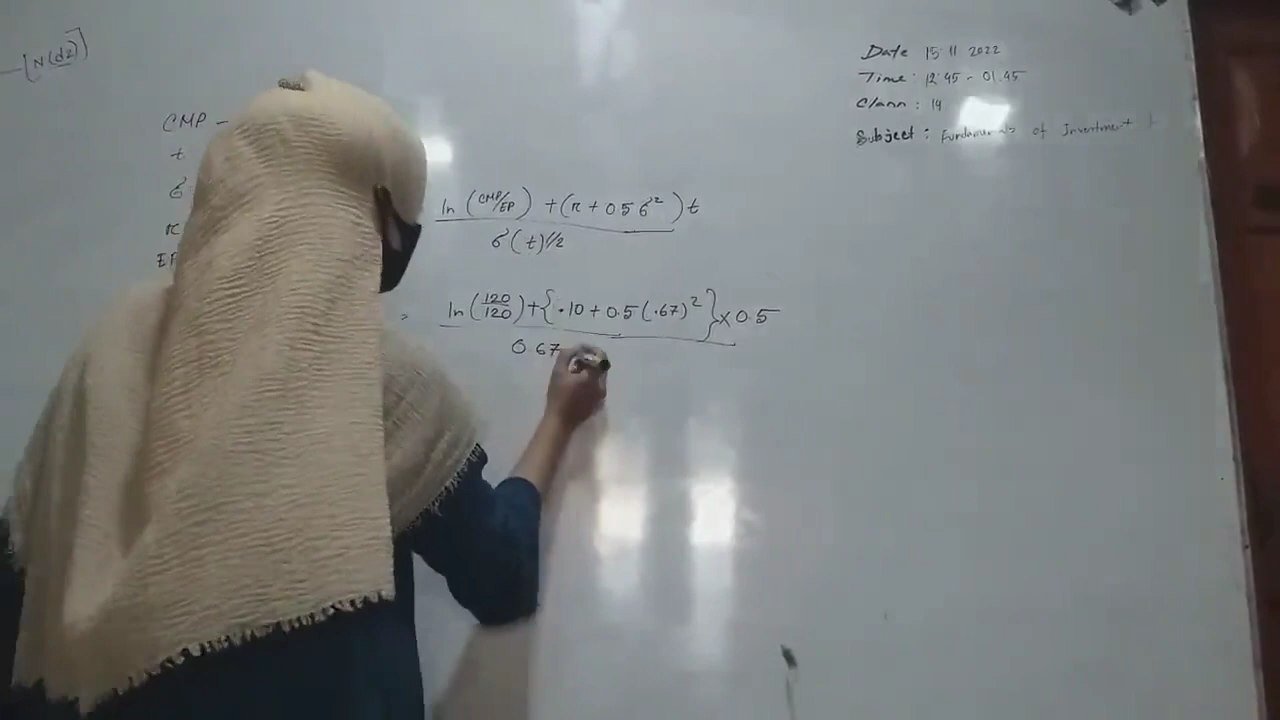 – [N(d2)]
Date 15 11 2022
Time : 12:45 - 01.45
Class : 14
Subject : Fundamentals of Investment
CMP –
t
σ
r
EP
ln (CMP/EP) + (r + 0.5 σ²) t
σ (t)^1/2
= ln (120/120) + { .10 + 0.5 (.67)² } × 0.5
0.67